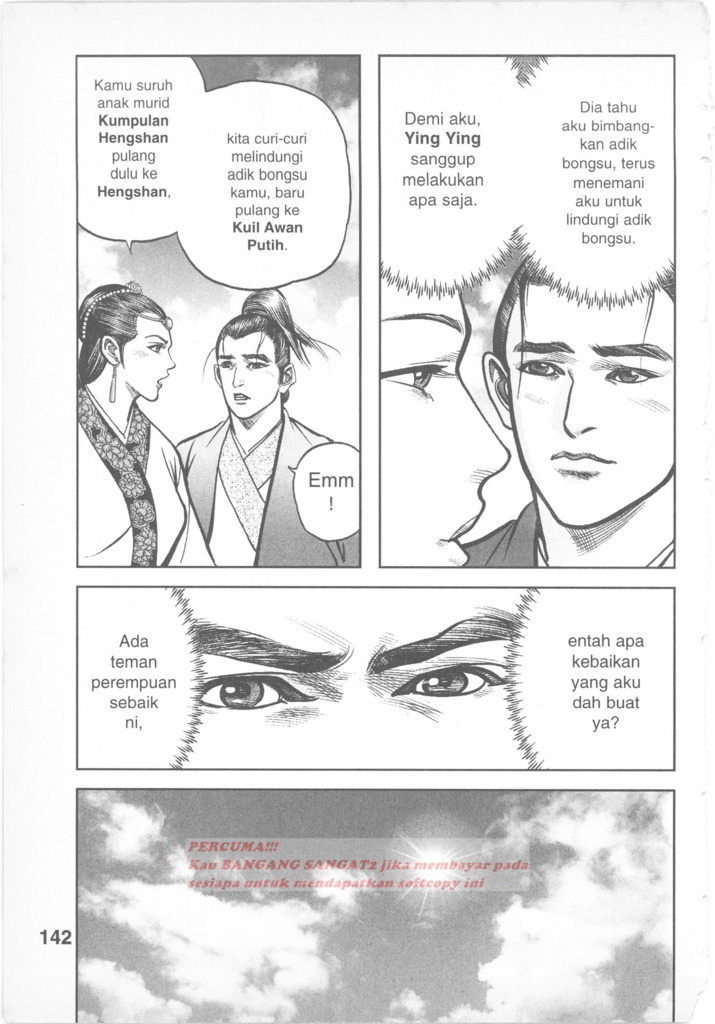 Kamu suruh
anak murid
Kumpulan
Hengshan
pulang
dulu ke
Hengshan,
kita curi-curi
melindungi
adik bongsu
kamu, baru
pulang ke
Kuil Awan
Putih.
Emm
!
Dia tahu
aku bimbang-
kan adik
bongsu, terus
menemani
aku untuk
lindungi adik
bongsu.
Demi aku,
Ying Ying
sanggup
melakukan
apa saja.
Ada
teman
perempuan
sebaik
ni,
entah apa
kebaikan
yang aku
dah buat
ya?
PERCUMA!!!
Kau BANGANG SANGATz jika membayar pada
sesiapa untuk mendapatkan softcopy ini
142